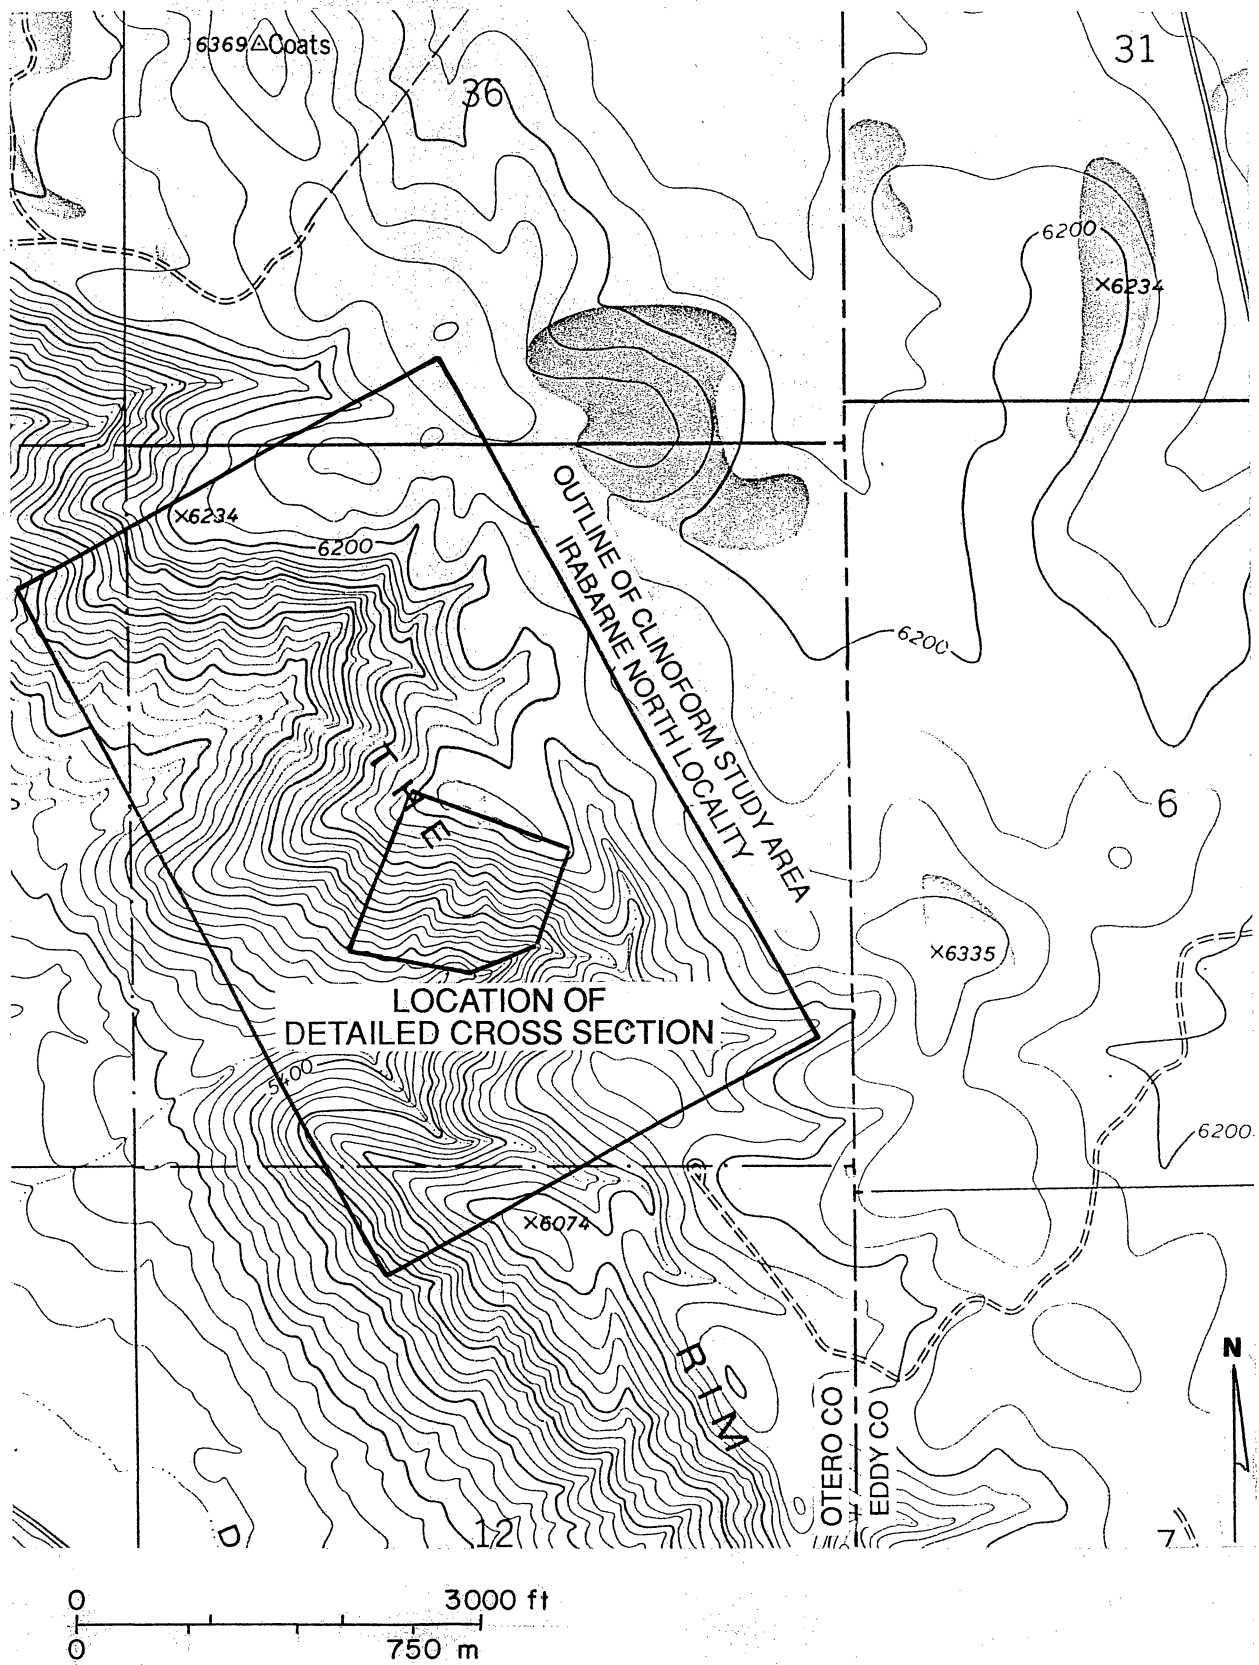 6369 Coats
31
36
6200
×6234
×6234
6200
OUTLINE OF CLINOFORM STUDY AREA
IRABARNE NORTH LOCALITY
6200
THE
6
×6335
LOCATION OF
DETAILED CROSS SECTION
5400
6200
×6074
RIM
N
OTERO CO
EDDY CO
D
12
7
0 3000 ft
0 750 m